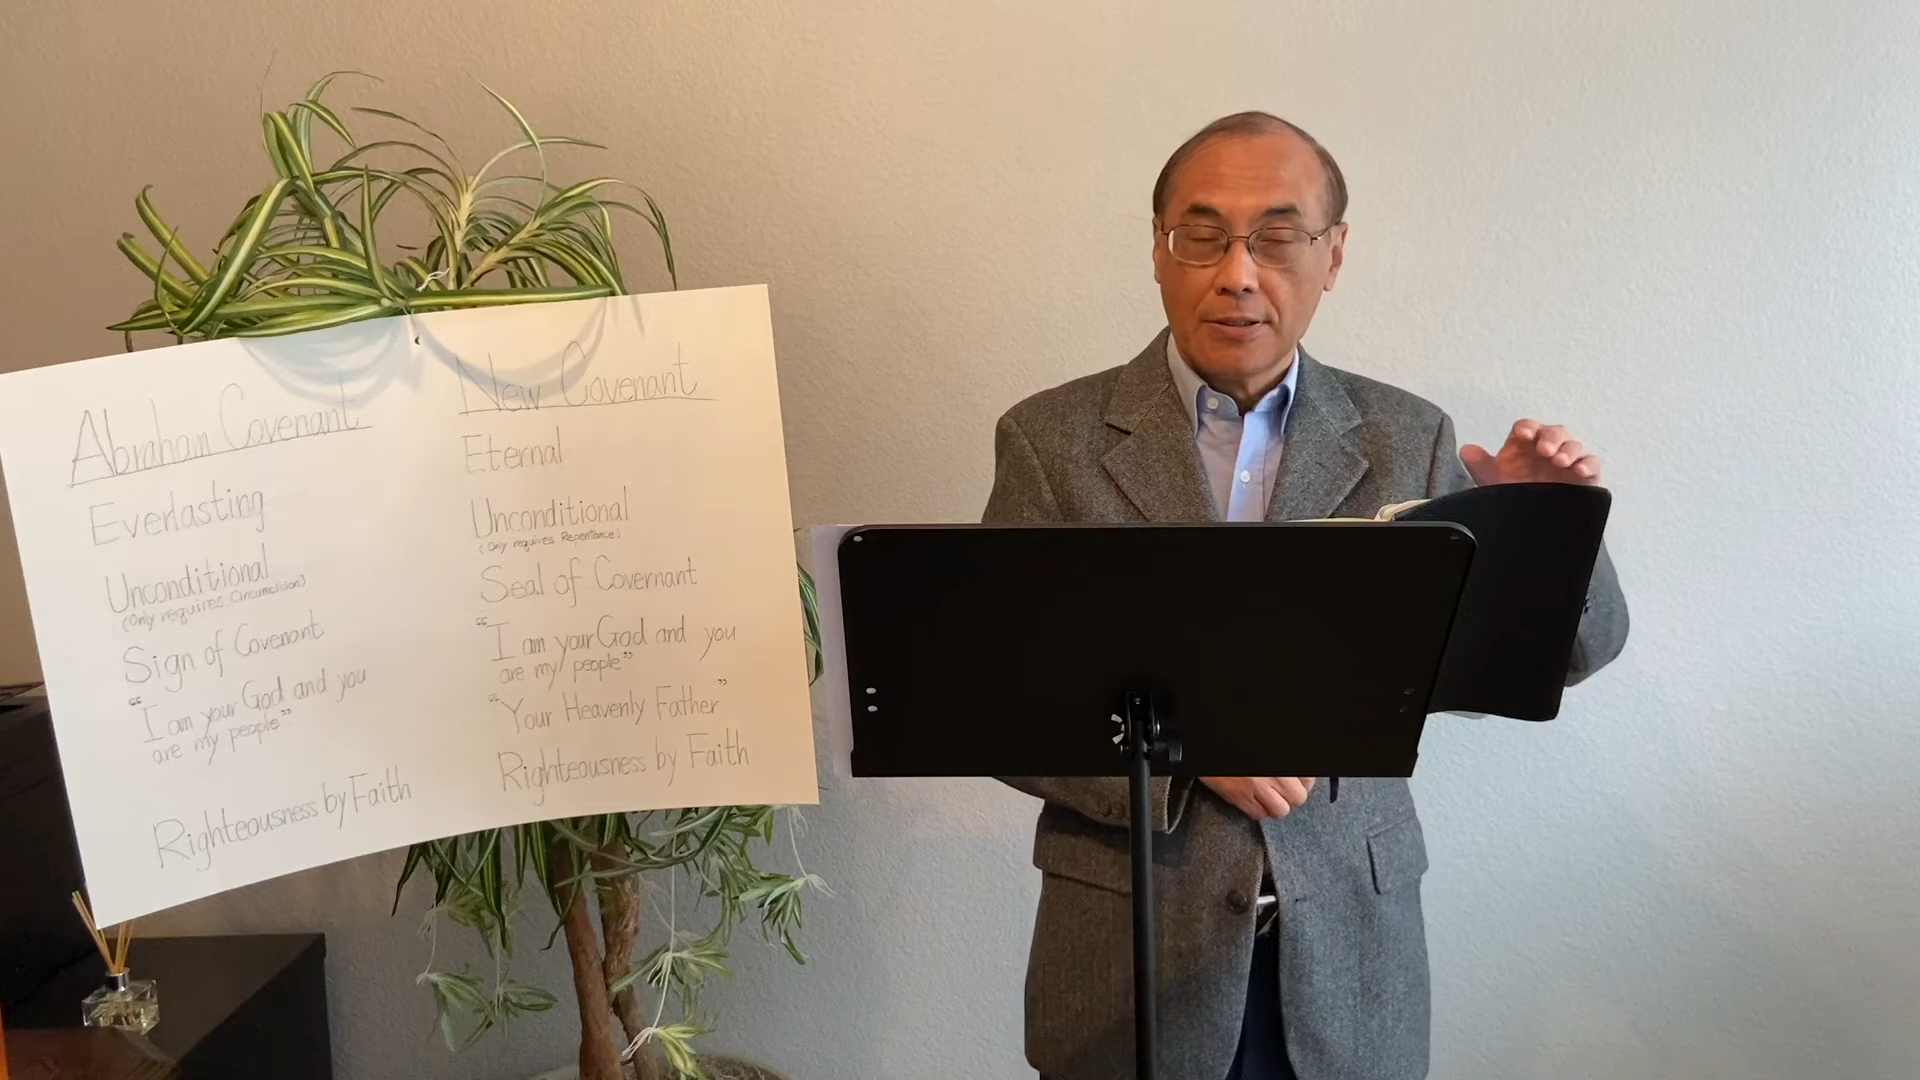 Abraham Covenant
Everlasting
Unconditional
(Only requires Circumcision)
Sign of Covenant
"I am your God and you
are my people"
Righteousness by Faith
New Covenant
Eternal
Unconditional
(Only requires Repentance)
Seal of Covernant
"I am your God and you
are my people"
"Your Heavenly Father"
Righteousness by Faith